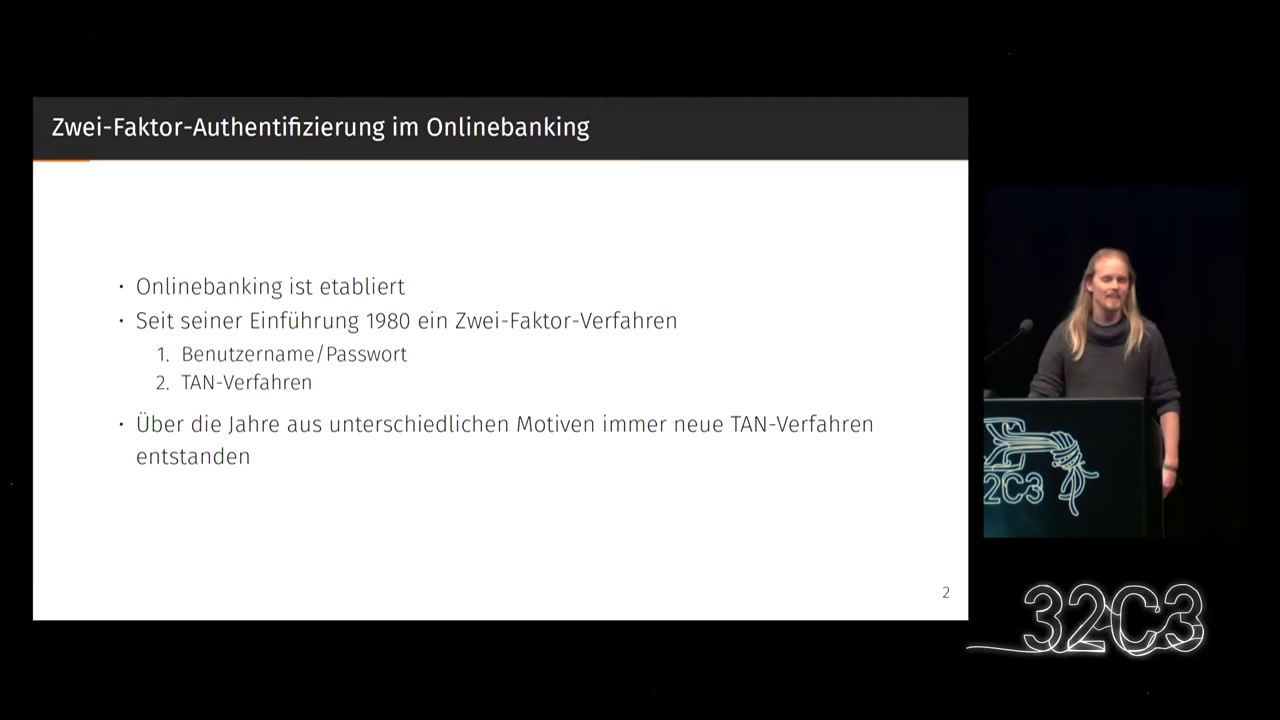 Zwei-Faktor-Authentifizierung im Onlinebanking
• Onlinebanking ist etabliert
• Seit seiner Einführung 1980 ein Zwei-Faktor-Verfahren
1. Benutzername/Passwort
2. TAN-Verfahren
• Über die Jahre aus unterschiedlichen Motiven immer neue TAN-Verfahren
entstanden
2
2C3
32C3